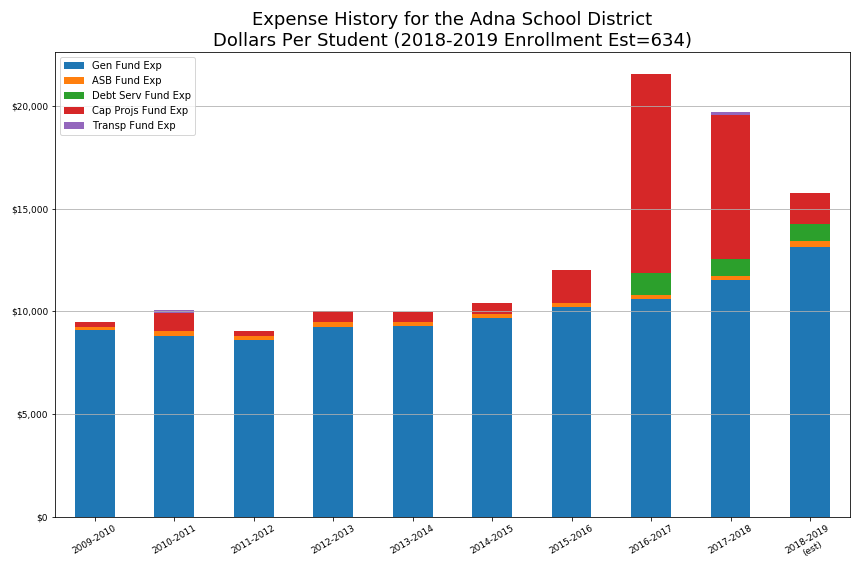 Expense History for the Adna School District
Dollars Per Student (2018-2019 Enrollment Est=634)
Gen Fund Exp
ASB Fund Exp
Debt Serv Fund Exp
Cap Projs Fund Exp
Transp Fund Exp
$20,000
$15,000
$10,000
$5,000
$0
2009-2010
2010-2011
2011-2012
2012-2013
2013-2014
2014-2015
2015-2016
2016-2017
2017-2018
2018-2019
(est)